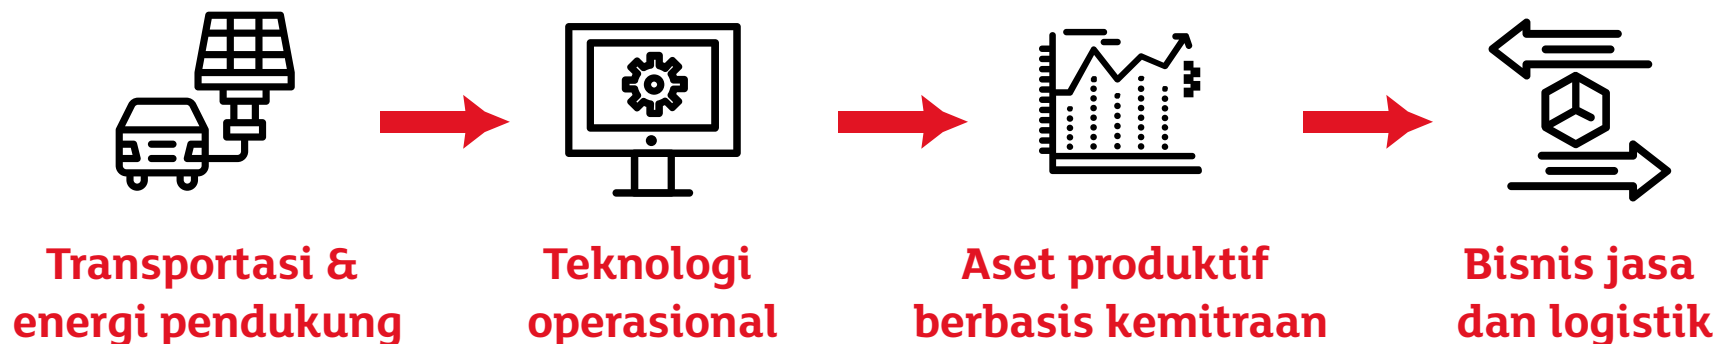 Transportasi &
energi pendukung
Teknologi
operasional
Aset produktif
berbasis kemitraan
Bisnis jasa
dan logistik